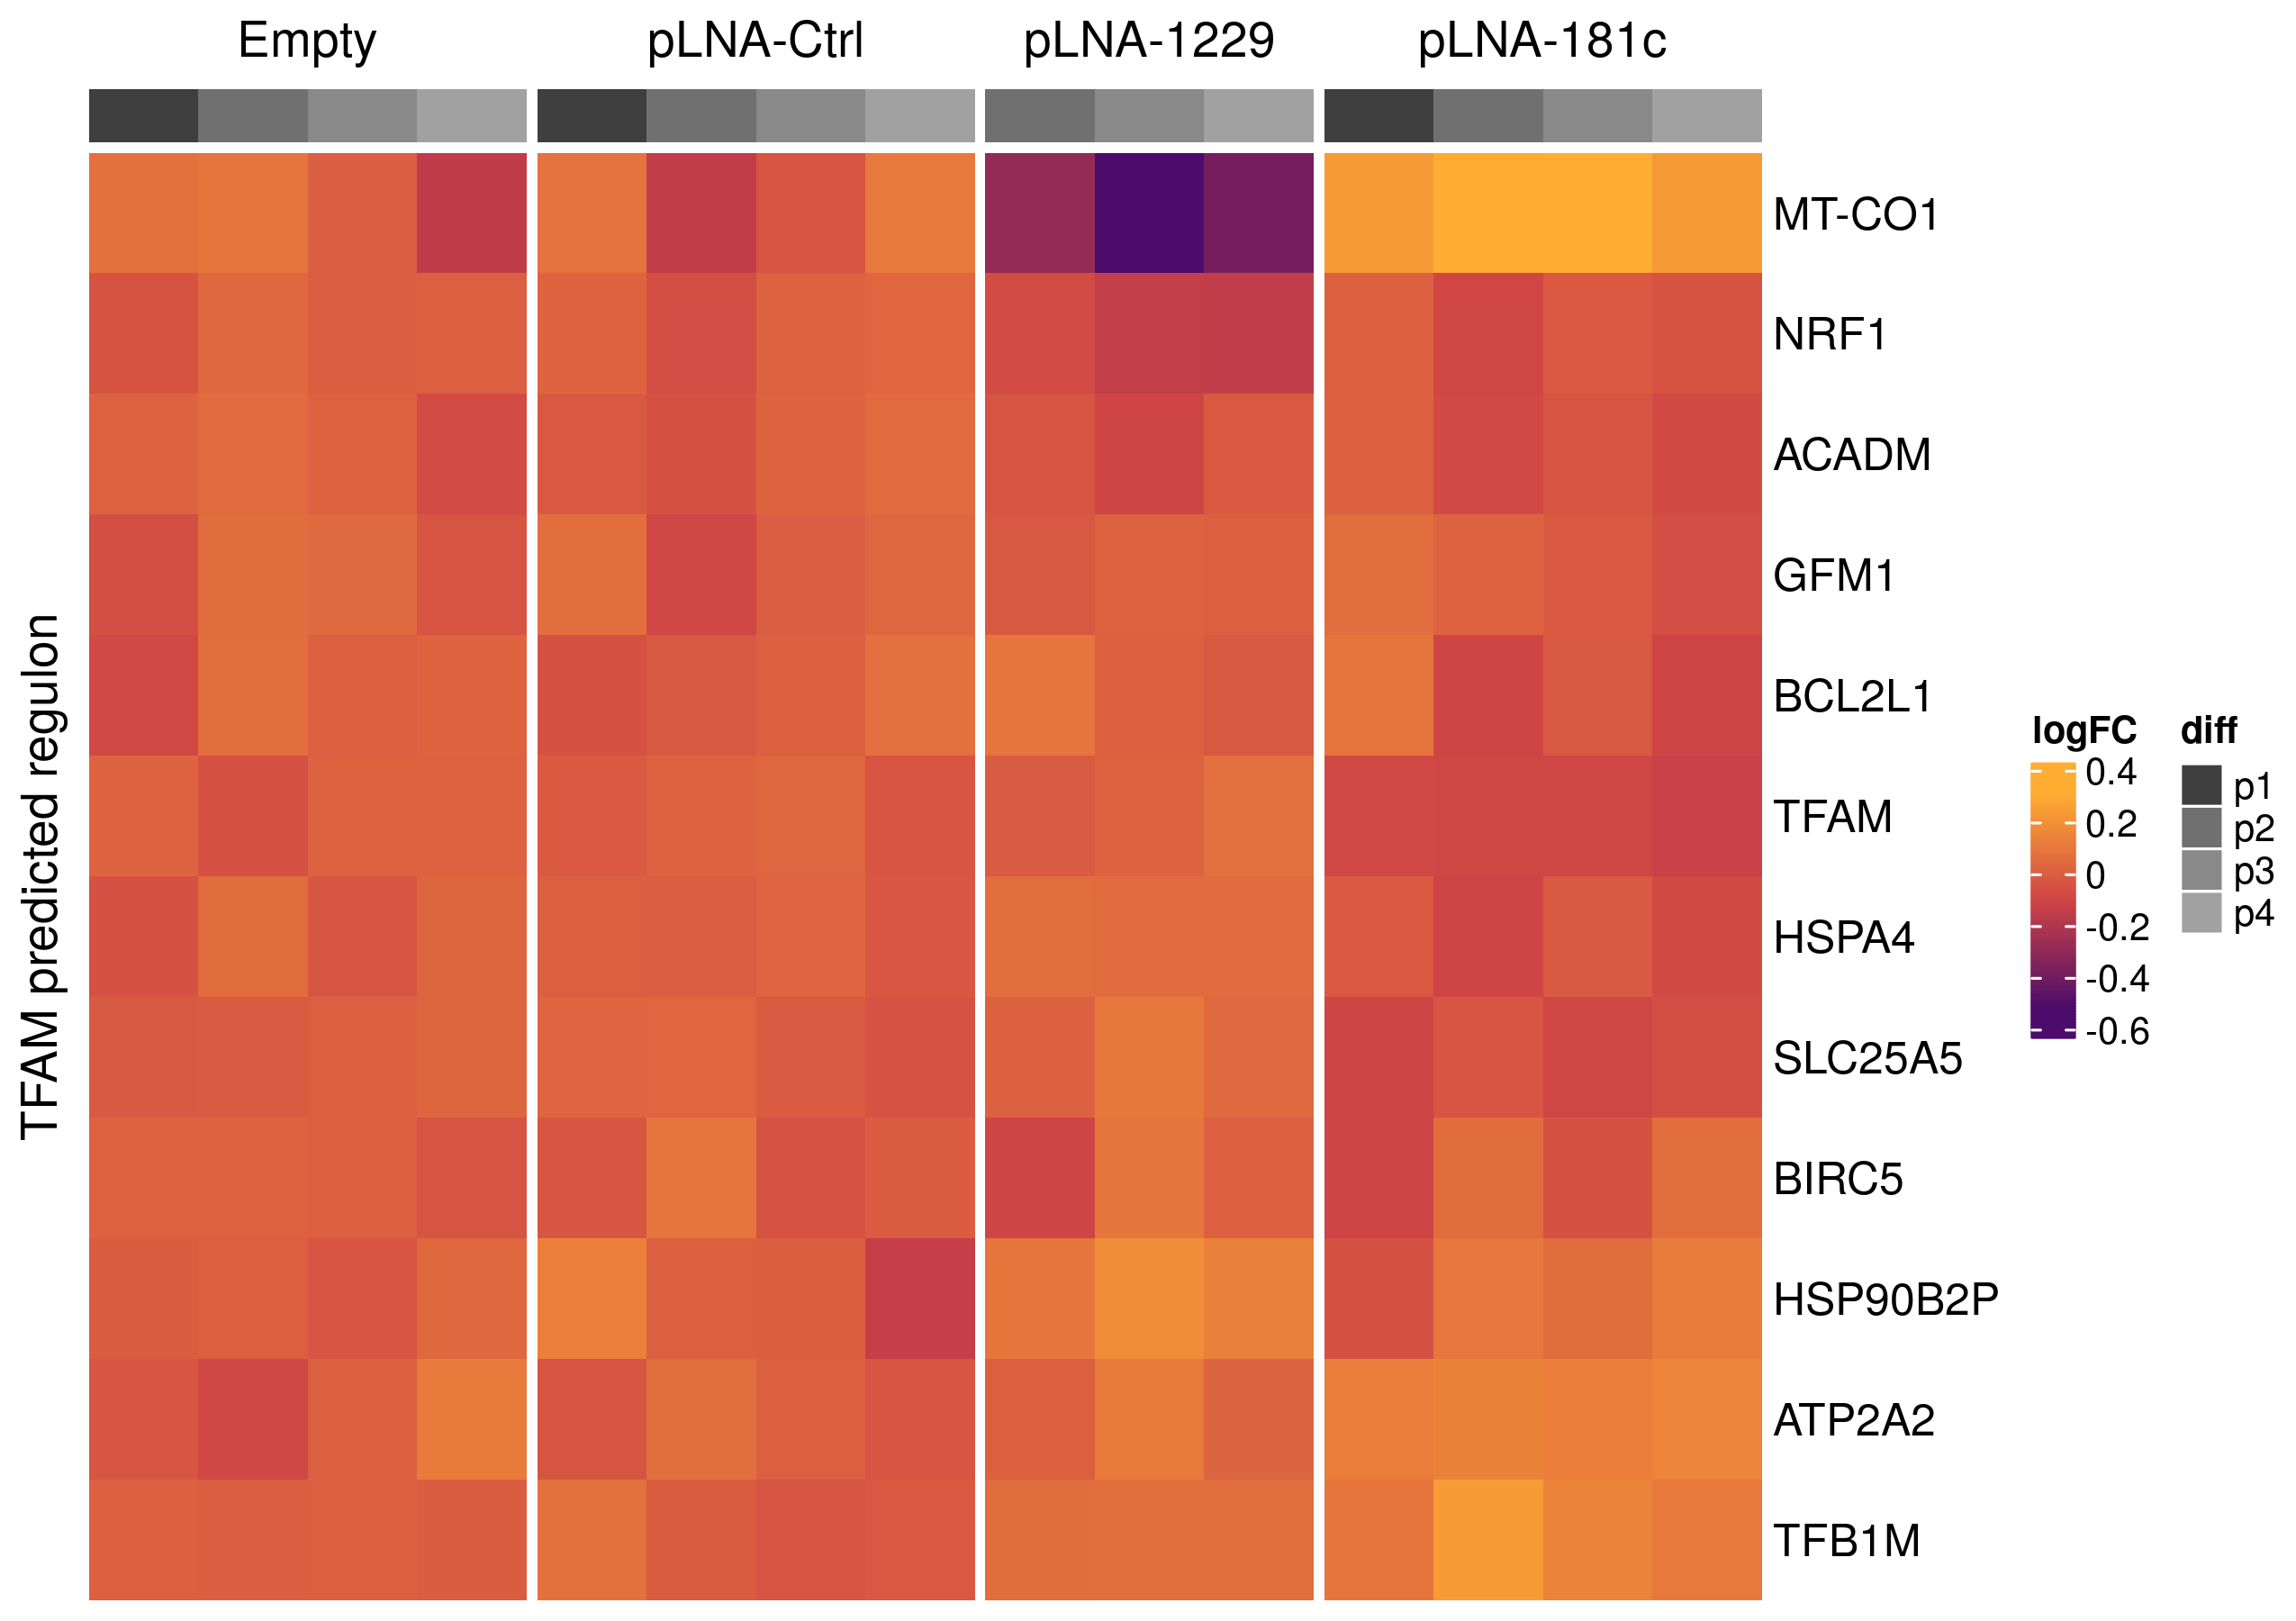 Empty
pLNA-Ctrl
pLNA-1229
pLNA-181c
TFAM predicted regulon
MT-CO1
NRF1
ACADM
GFM1
BCL2L1
TFAM
HSPA4
SLC25A5
BIRC5
HSP90B2P
ATP2A2
TFB1M
logFC
0.4
0.2
0
-0.2
-0.4
-0.6
diff
p1
p2
p3
p4